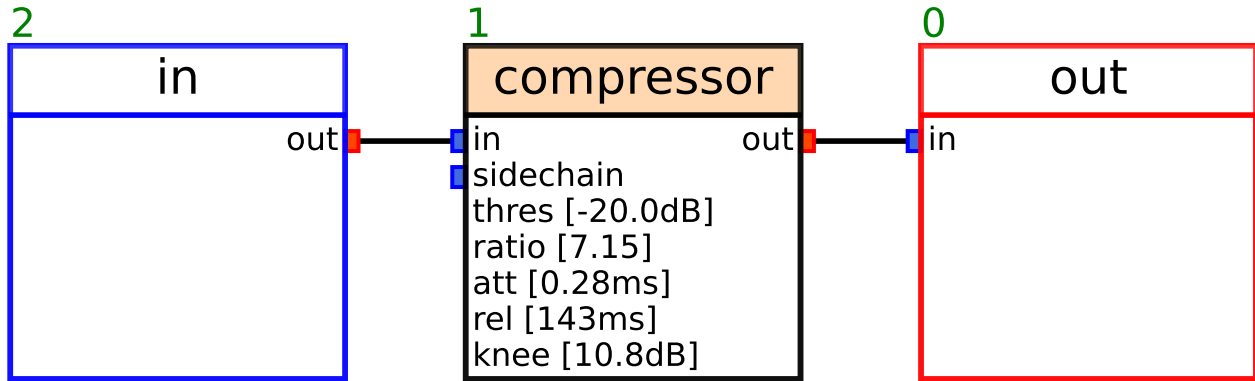 2
1
0
in
compressor
out
out
in
out
in
sidechain
thres [-20.0dB]
ratio [7.15]
att [0.28ms]
rel [143ms]
knee [10.8dB]